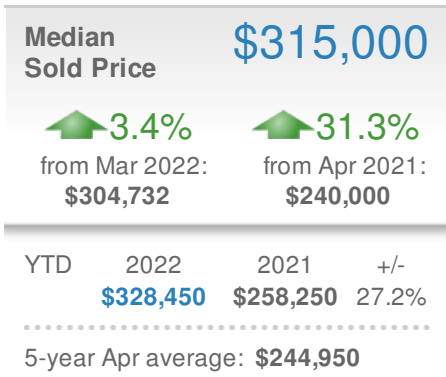 Median
Sold Price
$315,000
3.4%
31.3%
from Mar 2022:
from Apr 2021:
$304,732
$240,000
YTD 2022 2021 +/-
$328,450 $258,250 27.2%
5-year Apr average: $244,950